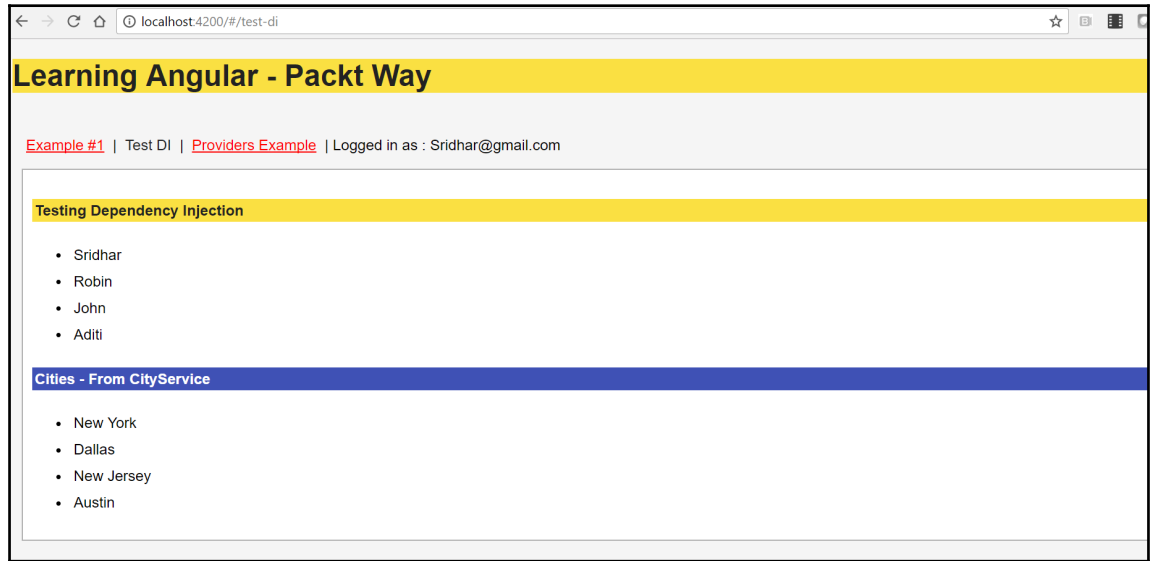 localhost:4200/#/test-di
Learning Angular - Packt Way
Example #1 | Test DI | Providers Example | Logged in as : Sridhar@gmail.com
Testing Dependency Injection
• Sridhar
• Robin
• John
• Aditi
Cities - From CityService
• New York
• Dallas
• New Jersey
• Austin